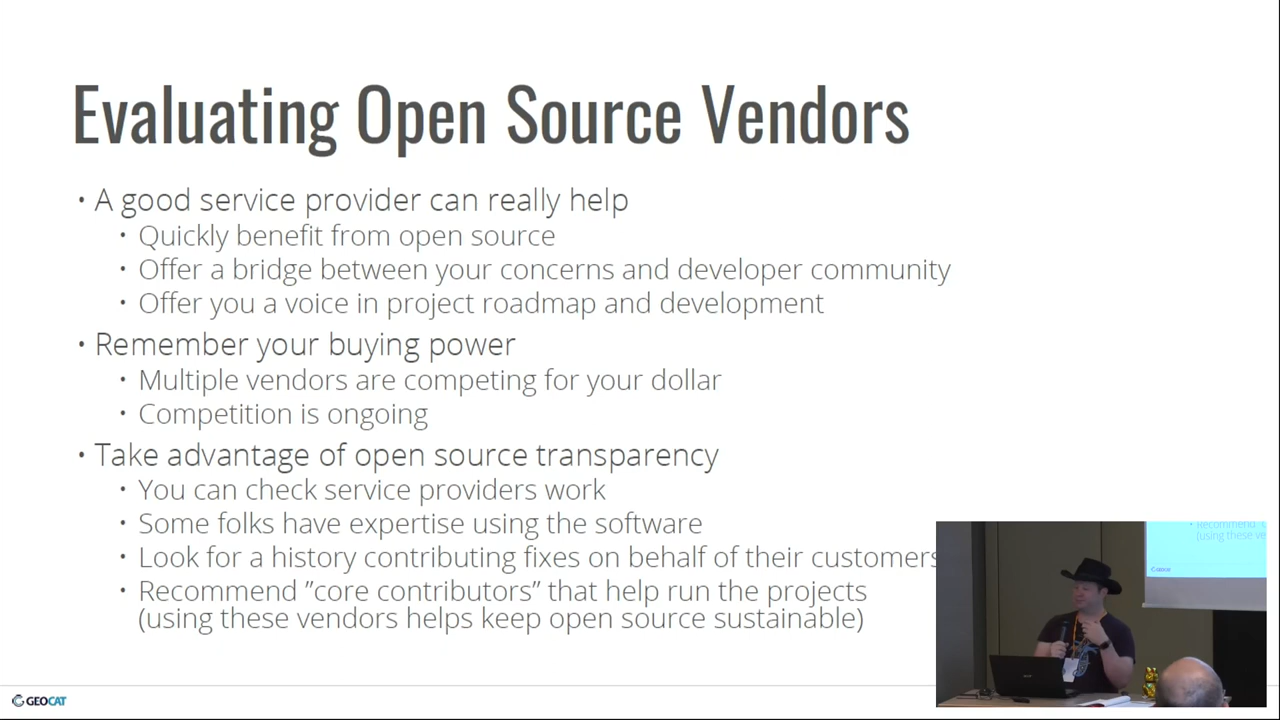 Evaluating Open Source Vendors
• A good service provider can really help
• Quickly benefit from open source
• Offer a bridge between your concerns and developer community
• Offer you a voice in project roadmap and development
• Remember your buying power
• Multiple vendors are competing for your dollar
• Competition is ongoing
• Take advantage of open source transparency
• You can check service providers work
• Some folks have expertise using the software
• Look for a history contributing fixes on behalf of their customers
• Recommend ”core contributors” that help run the projects
(using these vendors helps keep open source sustainable)
GEOCAT
• Recommend
(using these ve